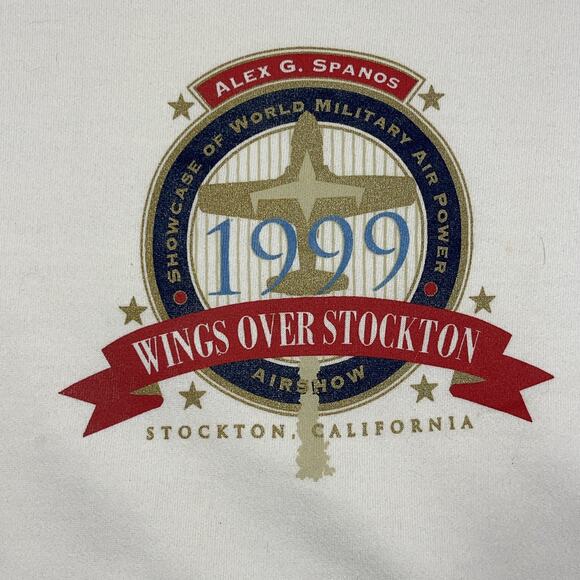 ALEX G. SPANOS
SHOWCASE OF WORLD MILITARY AIR POWER
1999
WINGS OVER STOCKTON
AIRSHOW
STOCKTON, CALIFORNIA